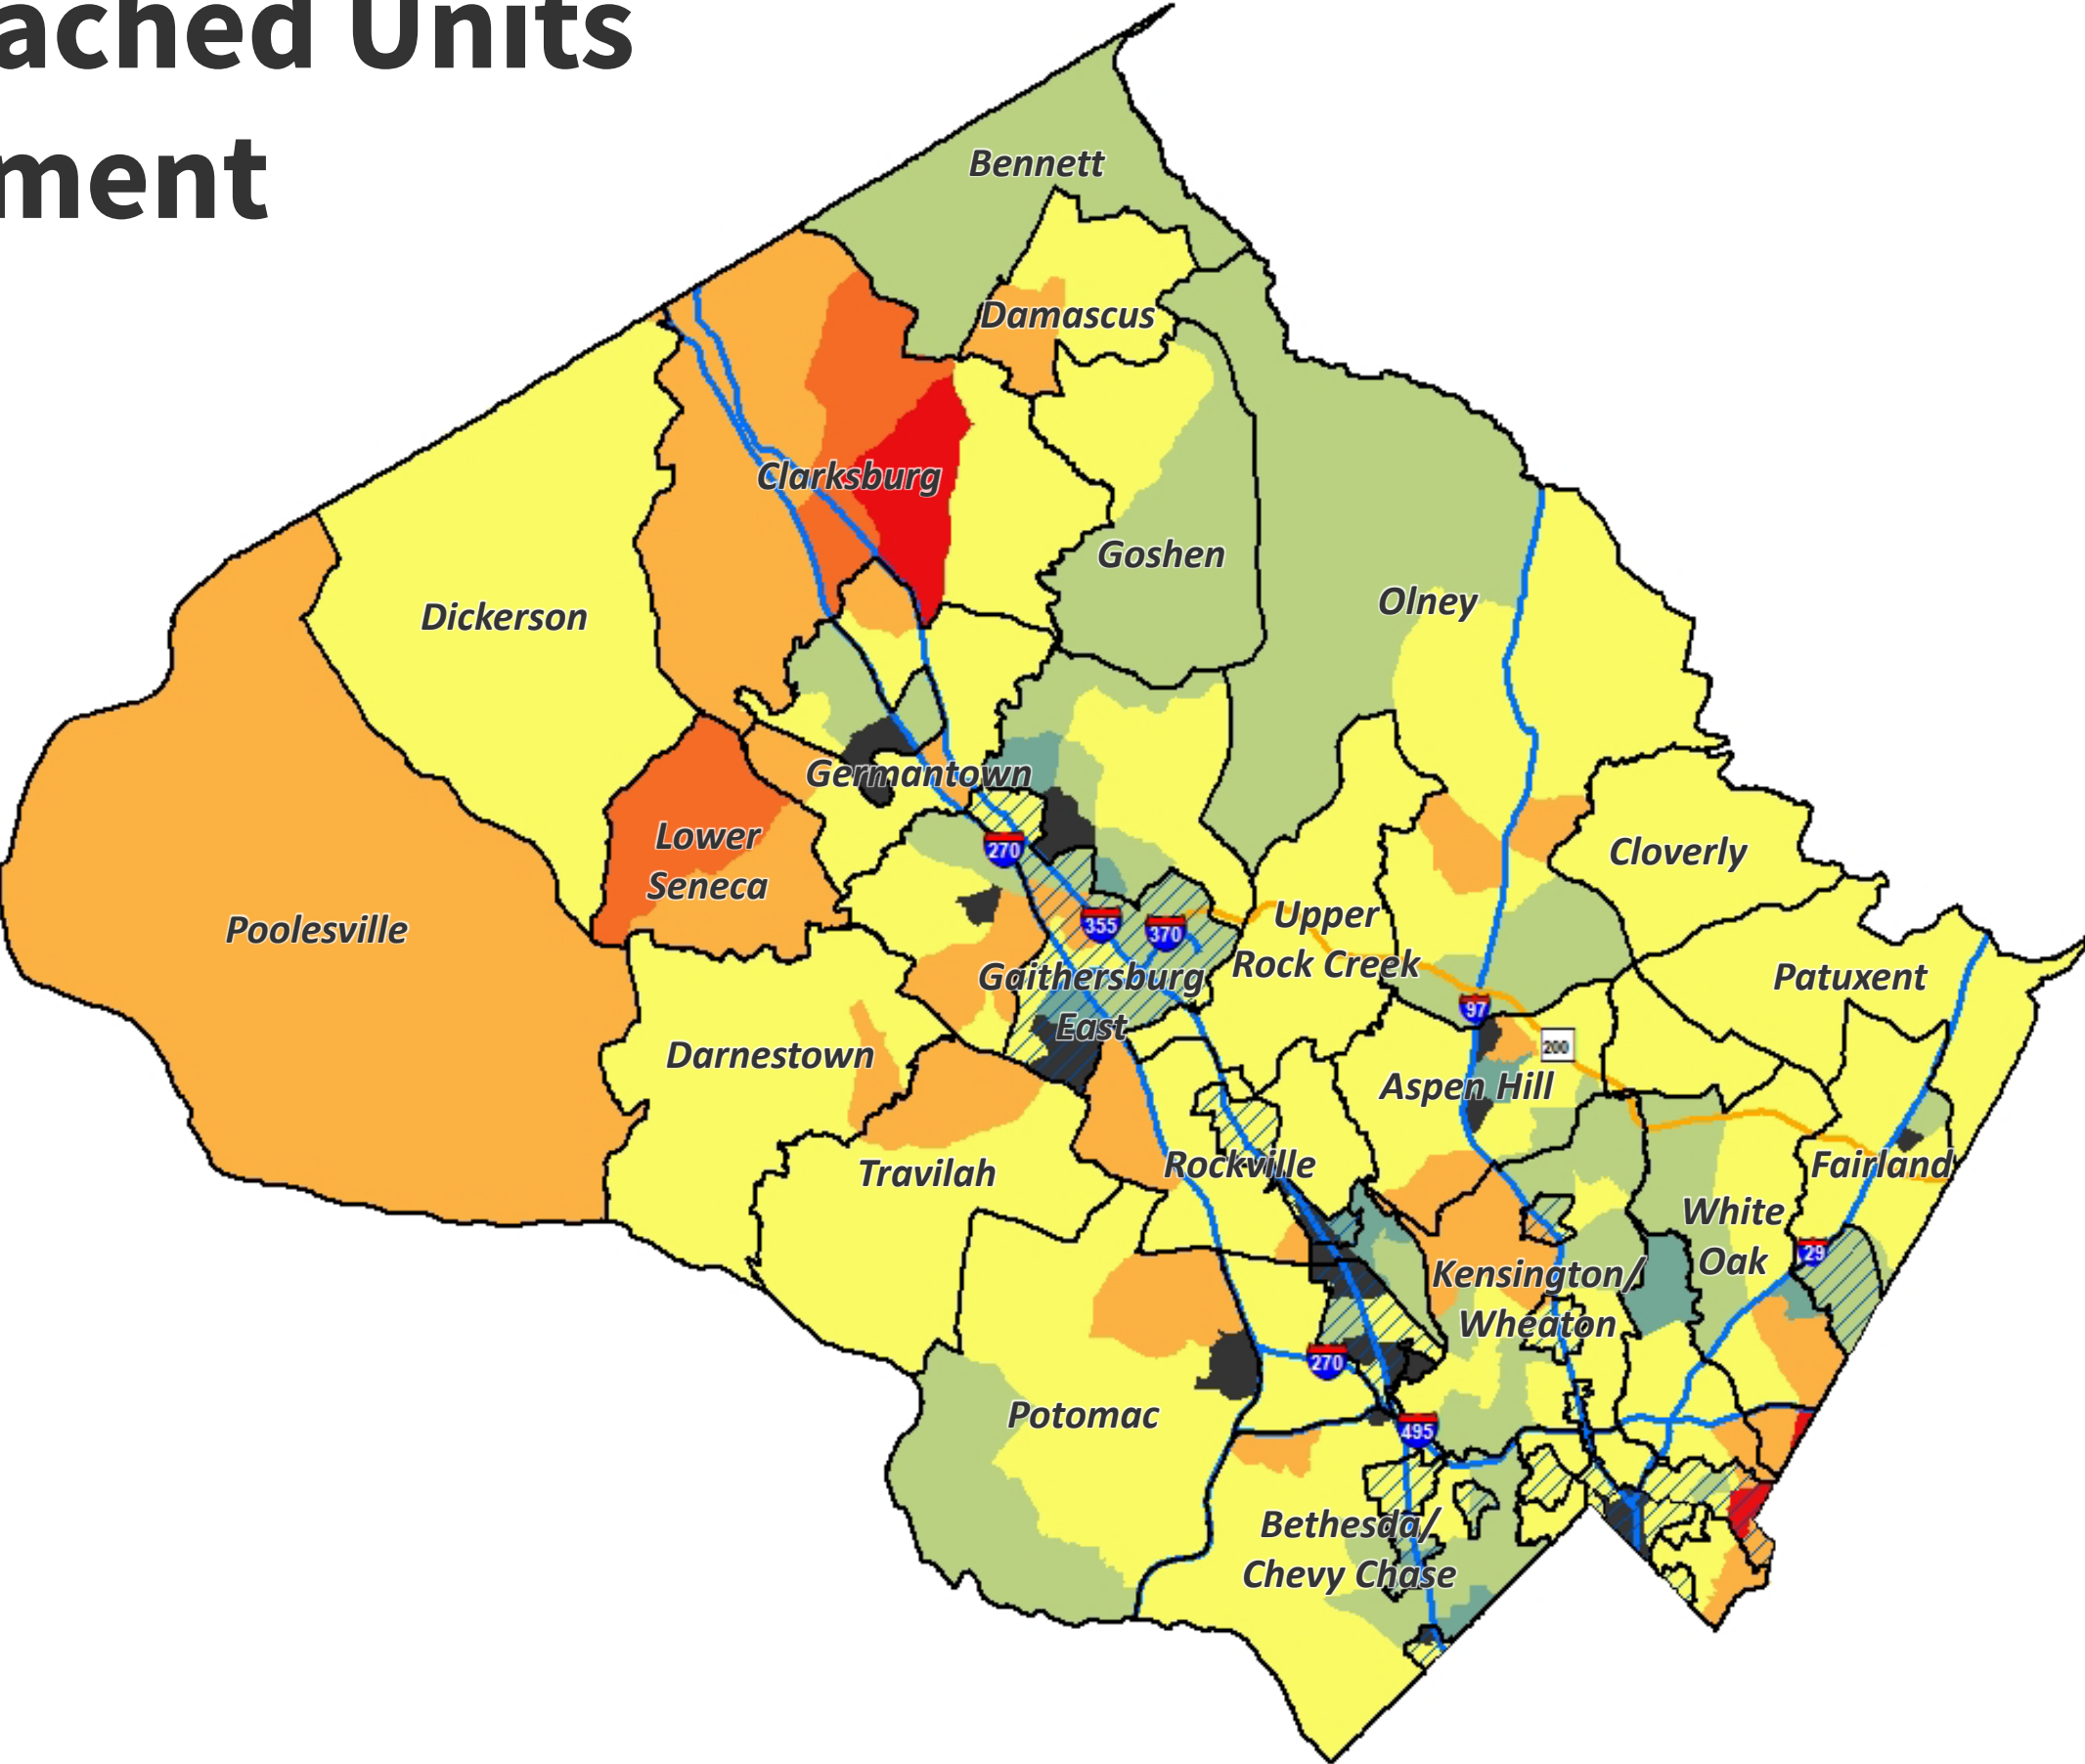 ached Units
ment
Bennett
Damascus
Clarksburg
Goshen
Olney
Dickerson
Germantown
Lower
Seneca
270
Cloverly
Poolesville
355
370
Upper
Rock Creek
Gaithersburg
East
Patuxent
97
200
Darnestown
Aspen Hill
Travilah
Rockville
Fairland
White
Oak
29
Kensington/
Wheaton
270
Potomac
495
Bethesda/
Chevy Chase